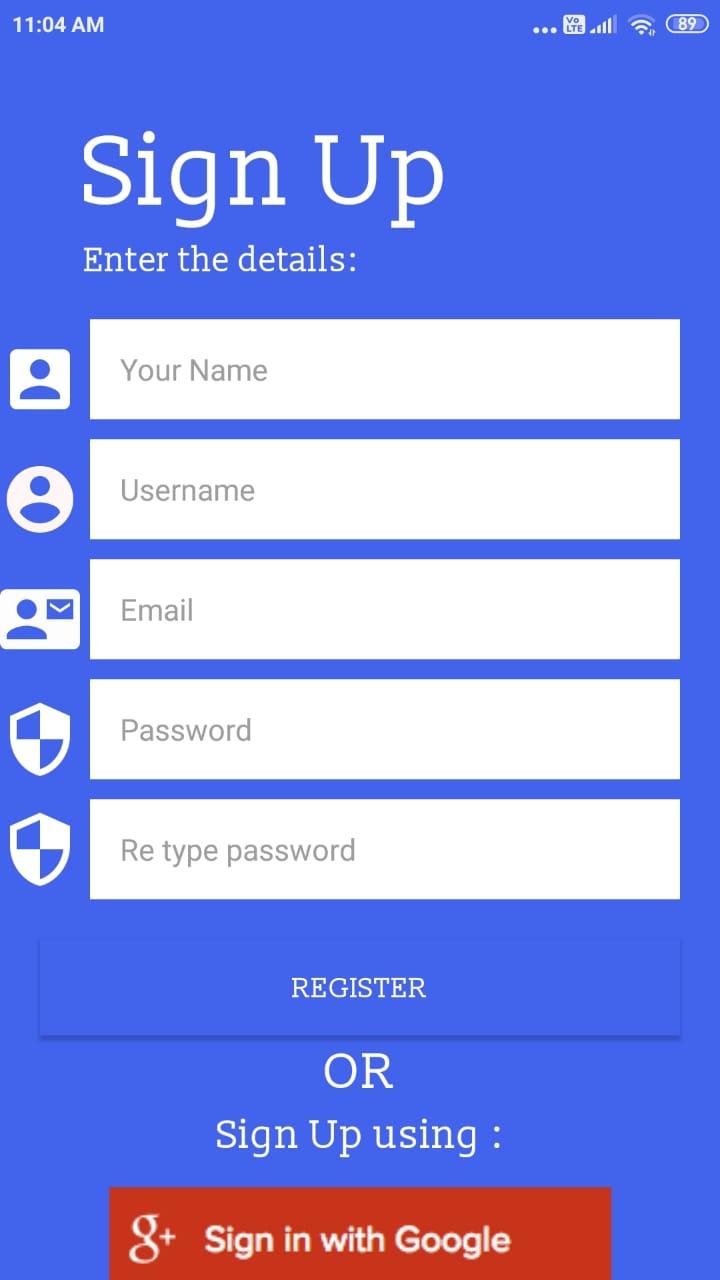 11:04 AM
Vo LTE
89
Sign Up
Enter the details:
Your Name
Username
Email
Password
Re type password
REGISTER
OR
Sign Up using :
g+ Sign in with Google